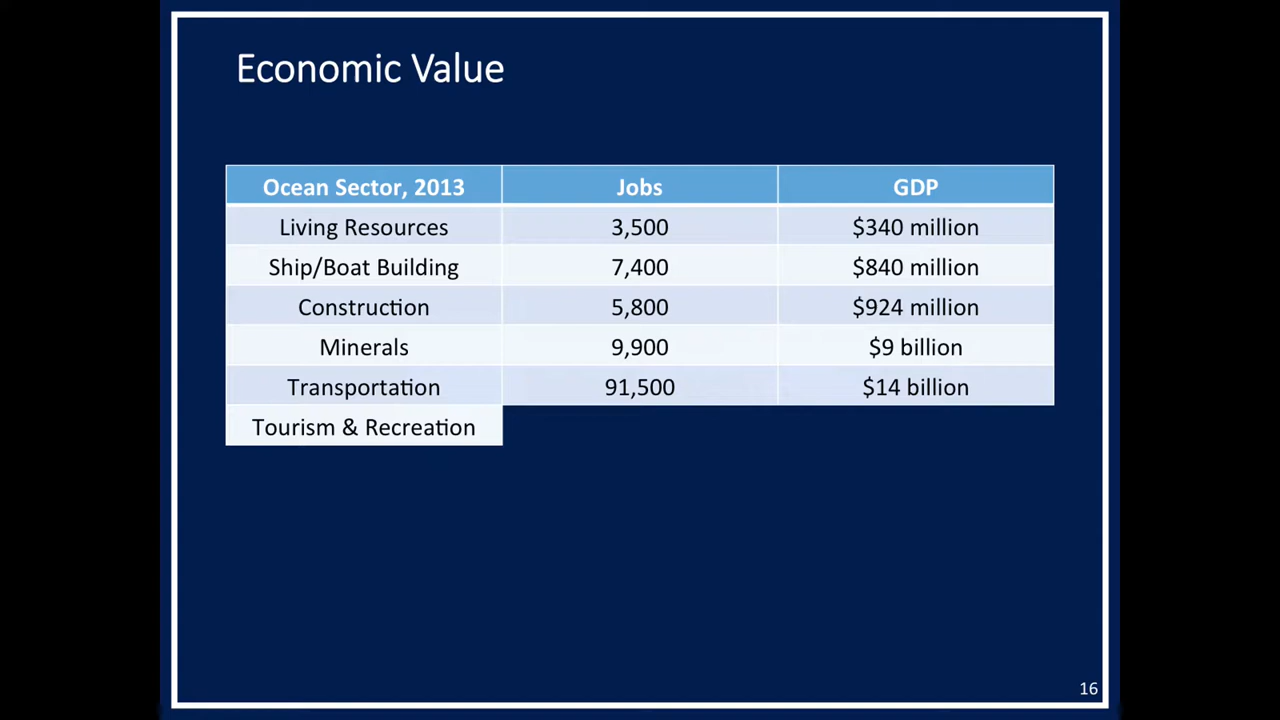 Economic Value
Ocean Sector, 2013 Jobs GDP
Living Resources 3,500 $340 million
Ship/Boat Building 7,400 $840 million
Construction 5,800 $924 million
Minerals 9,900 $9 billion
Transportation 91,500 $14 billion
Tourism & Recreation
16